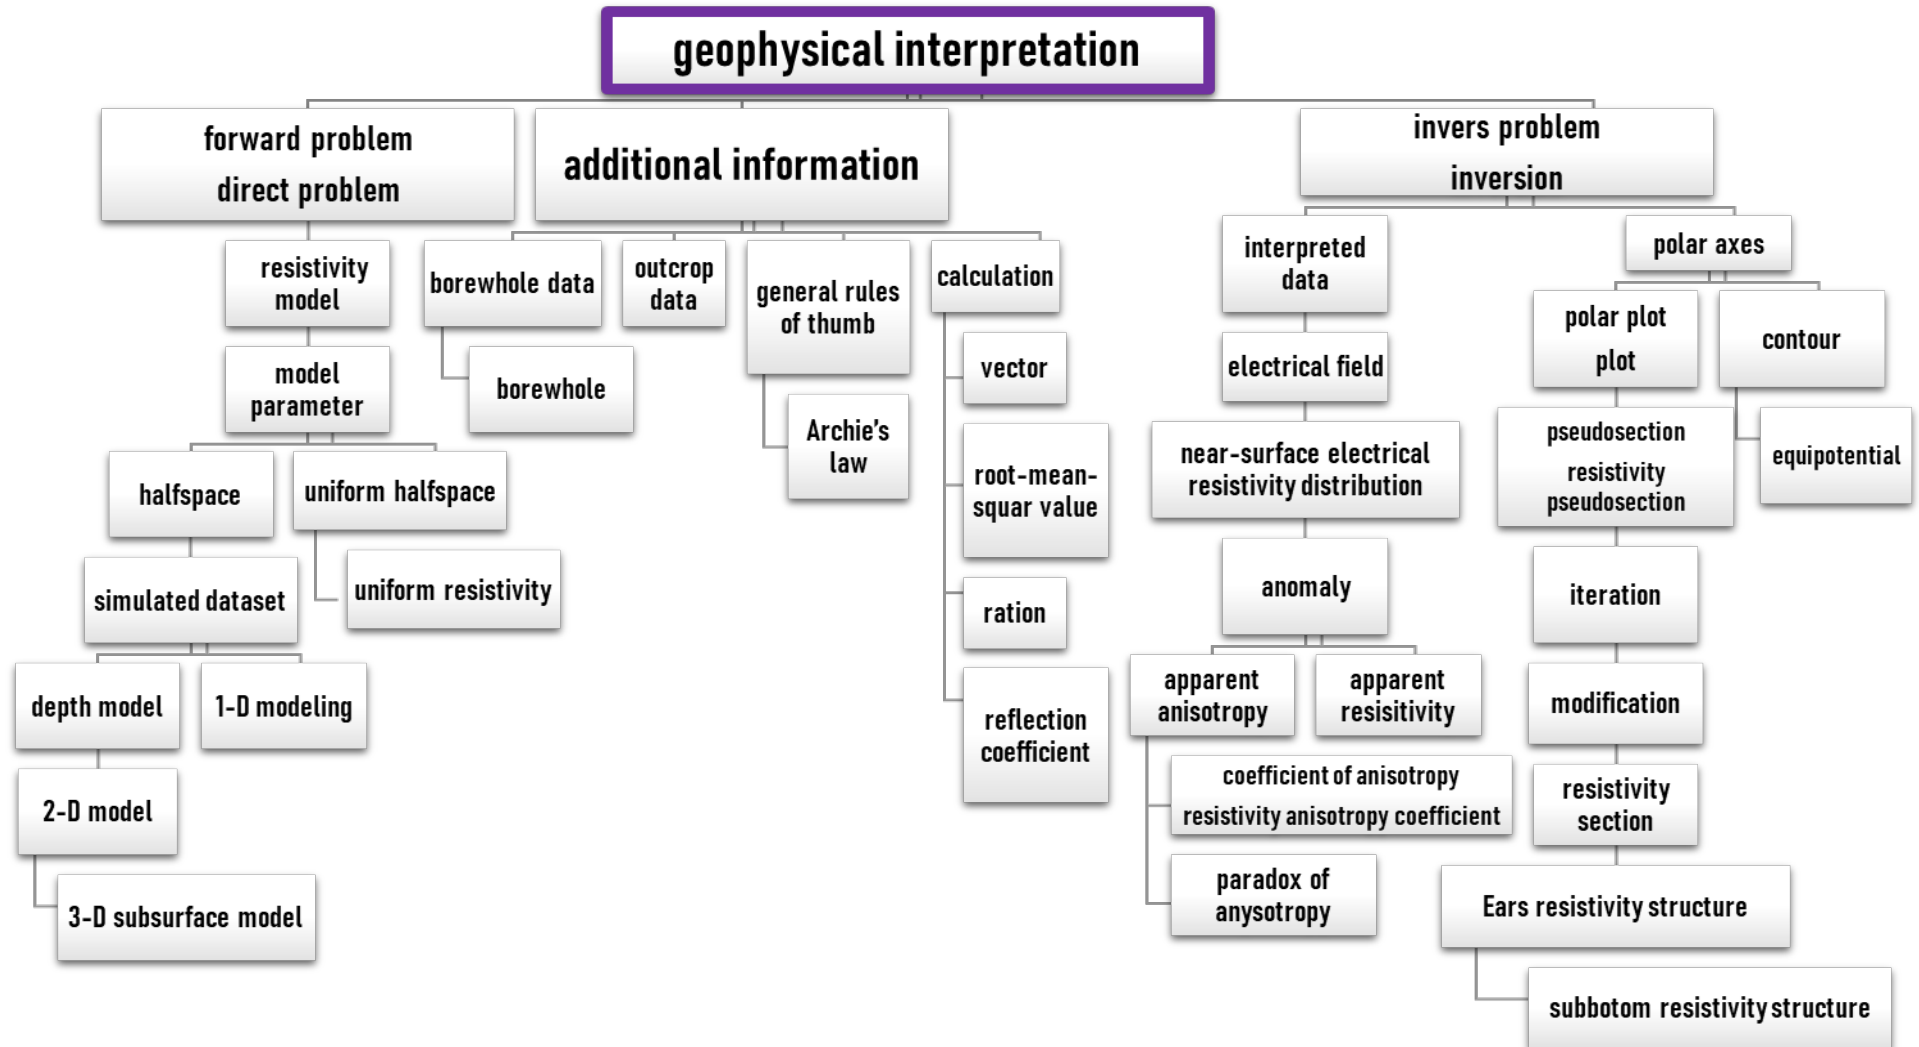 geophysical interpretation
forward problem
direct problem
additional information
invers problem
inversion
resistivity
model
model
parameter
halfspace
uniform halfspace
uniform resistivity
simulated dataset
depth model
1-D modeling
2-D model
3-D subsurface model
borewhole data
borewhole
outcrop
data
general rules
of thumb
Archie's
law
calculation
vector
root-mean-
squar value
ration
reflection
coefficient
interpreted
data
electrical field
near-surface electrical
resistivity distribution
anomaly
apparent
anisotropy
coefficient of anisotropy
resistivity anisotropy coefficient
paradox of
anysotropy
apparent
resisitivity
polar axes
polar plot
plot
pseudosection
resistivity
pseudosection
iteration
modification
resistivity
section
Ears resistivity structure
subbotom resistivity structure
contour
equipotential